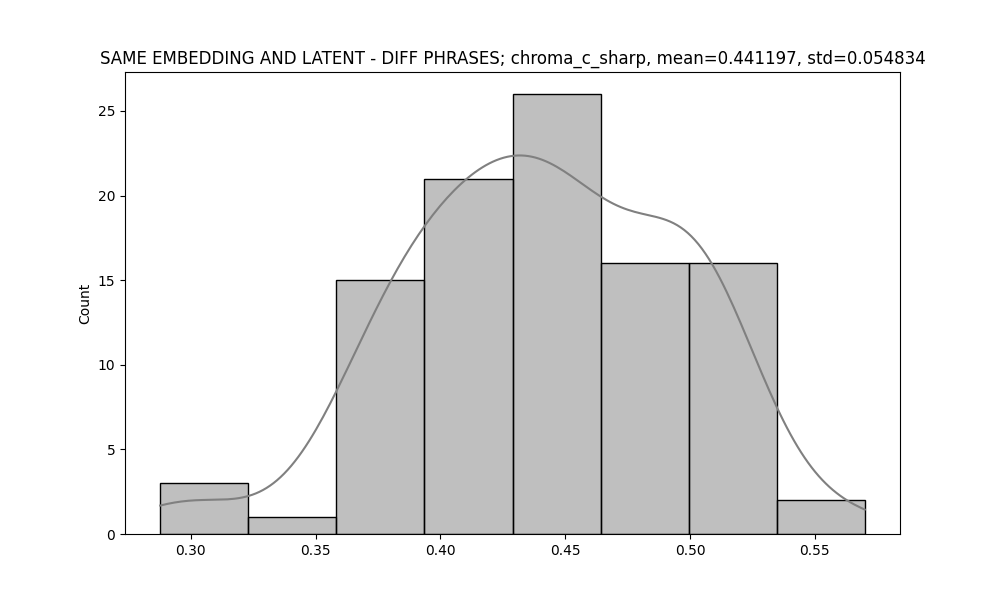 SAME EMBEDDING AND LATENT - DIFF PHRASES; chroma_c_sharp, mean=0.441197, std=0.054834
25
20
15
10
5
0
Count
0.30 0.35 0.40 0.45 0.50 0.55